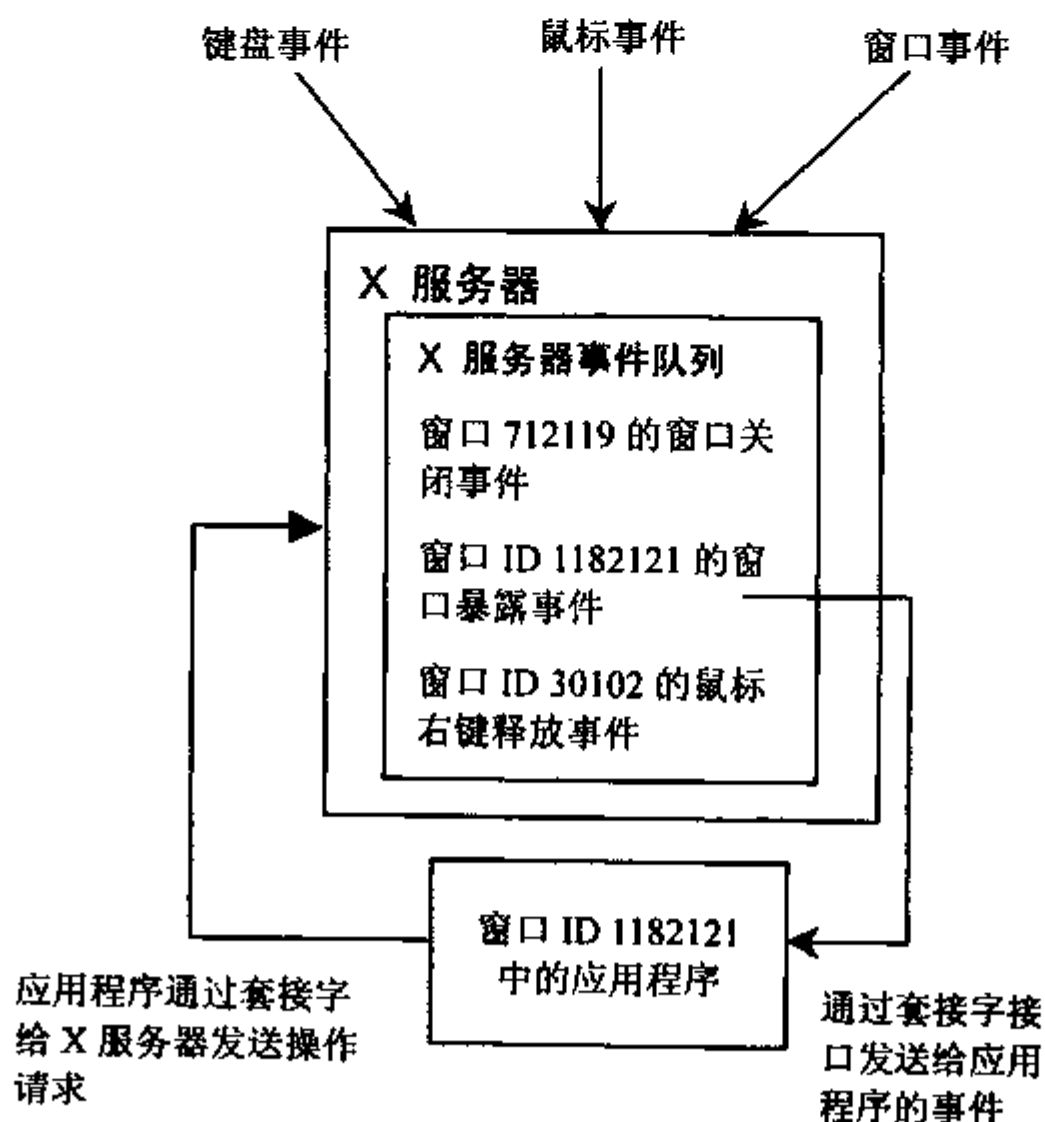 键盘事件
鼠标事件
窗口事件
X 服务器
X 服务器事件队列
窗口 712119 的窗口关
闭事件
窗口 ID 1182121 的窗
口暴露事件
窗口 ID 30102 的鼠标
右键释放事件
窗口 ID 1182121
中的应用程序
应用程序通过套接字
给 X 服务器发送操作
请求
通过套接字接
口发送给应用
程序的事件